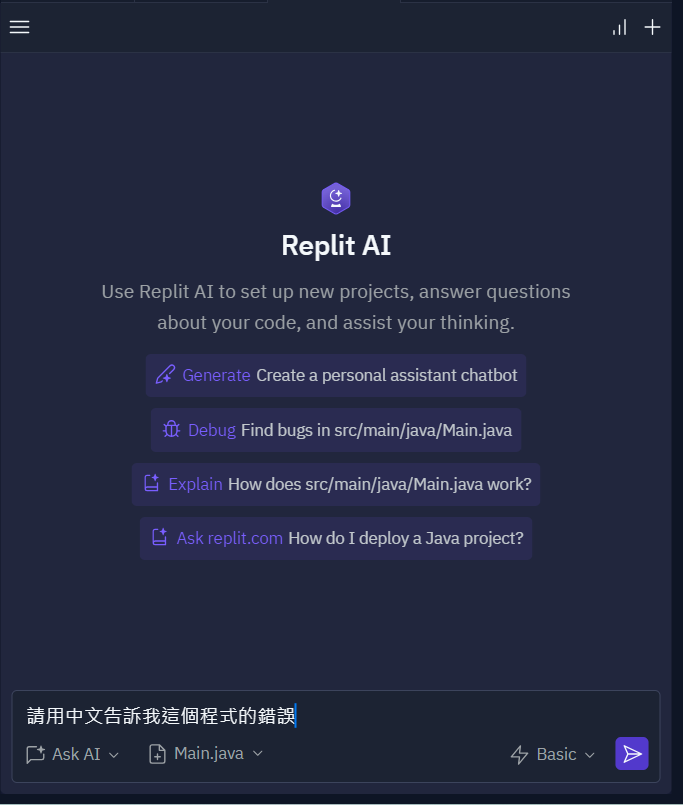 Replit AI
Use Replit AI to set up new projects, answer questions
about your code, and assist your thinking.
Generate Create a personal assistant chatbot
Debug Find bugs in src/main/java/Main.java
Explain How does src/main/java/Main.java work?
Ask replit.com How do I deploy a Java project?
請用中文告訴我這個程式的錯誤
Ask AI Main.java Basic